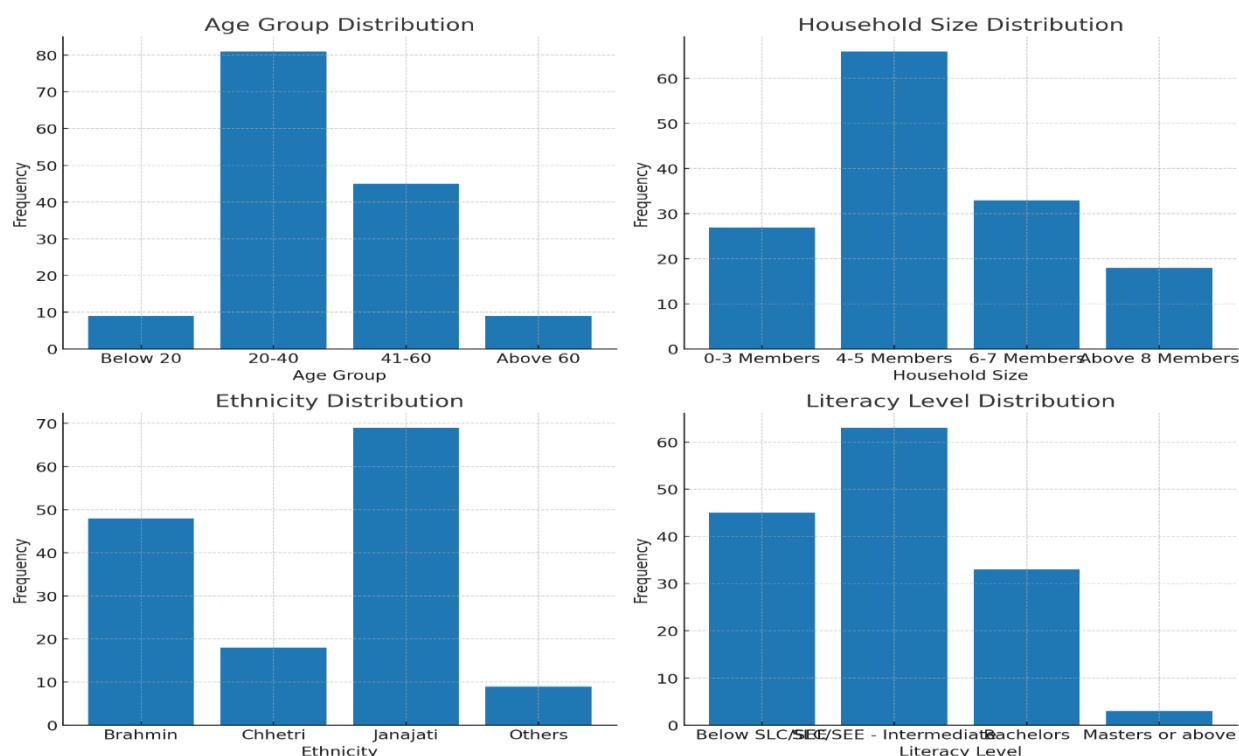 Age Group Distribution
Frequency
80
70
60
50
40
30
20
10
0
Below 20 20-40 41-60 Above 60
Age Group
Household Size Distribution
Frequency
60
50
40
30
20
10
0
0-3 Members 4-5 Members 6-7 Members Above 8 Members
Household Size
Ethnicity Distribution
Frequency
70
60
50
40
30
20
10
0
Brahmin Chhetri Janajati Others
Ethnicity
Literacy Level Distribution
Frequency
60
50
40
30
20
10
0
Below SLC/SEE SLC/SEE - Intermediate Bachelors Masters or above
Literacy Level